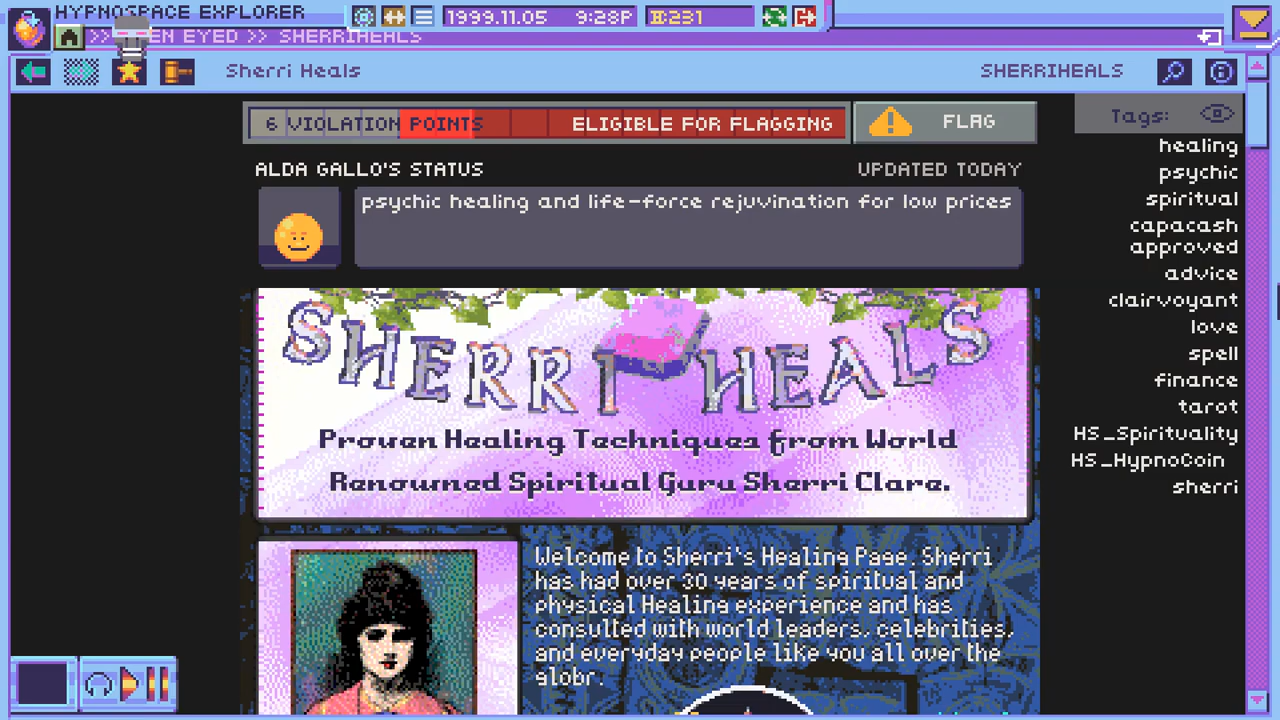 HYPNOSPACE EXPLORER
1999.11.05 9:28P
231
>> EN EYED >> SHERRIHEALS
Sherri Heals
SHERRIHEALS
6 VIOLATION POINTS
ELIGIBLE FOR FLAGGING
FLAG
Tags:
healing
psychic
spiritual
capacash
approved
advice
clairvoyant
love
spell
finance
tarot
HS_Spirituality
HS_HypnoCoin
sherri
ALDA GALLO'S STATUS
UPDATED TODAY
psychic healing and life-force rejuvination for low prices
SHERRI HEALS
Proven Healing Techniques from World
Renowned Spiritual Guru Sherri Clare.
Welcome to Sherri's Healing Page. Sherri
has had over 30 years of spiritual and
physical Healing experience and has
consulted with world leaders, celebrities,
and everyday people like you all over the
globr.